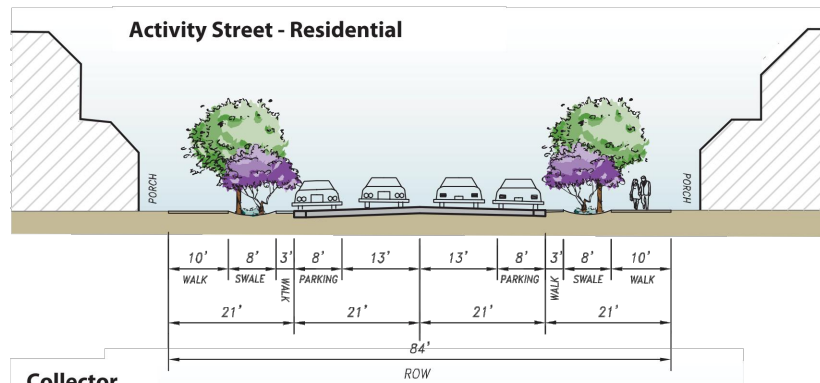 Activity Street - Residential
PORCH
PORCH
10' 8' 3' 8' 13' 13' 8' 3' 8' 10'
WALK SWALE WALK PARKING PARKING WALK SWALE WALK
21' 21' 21' 21'
84'
ROW
Collector